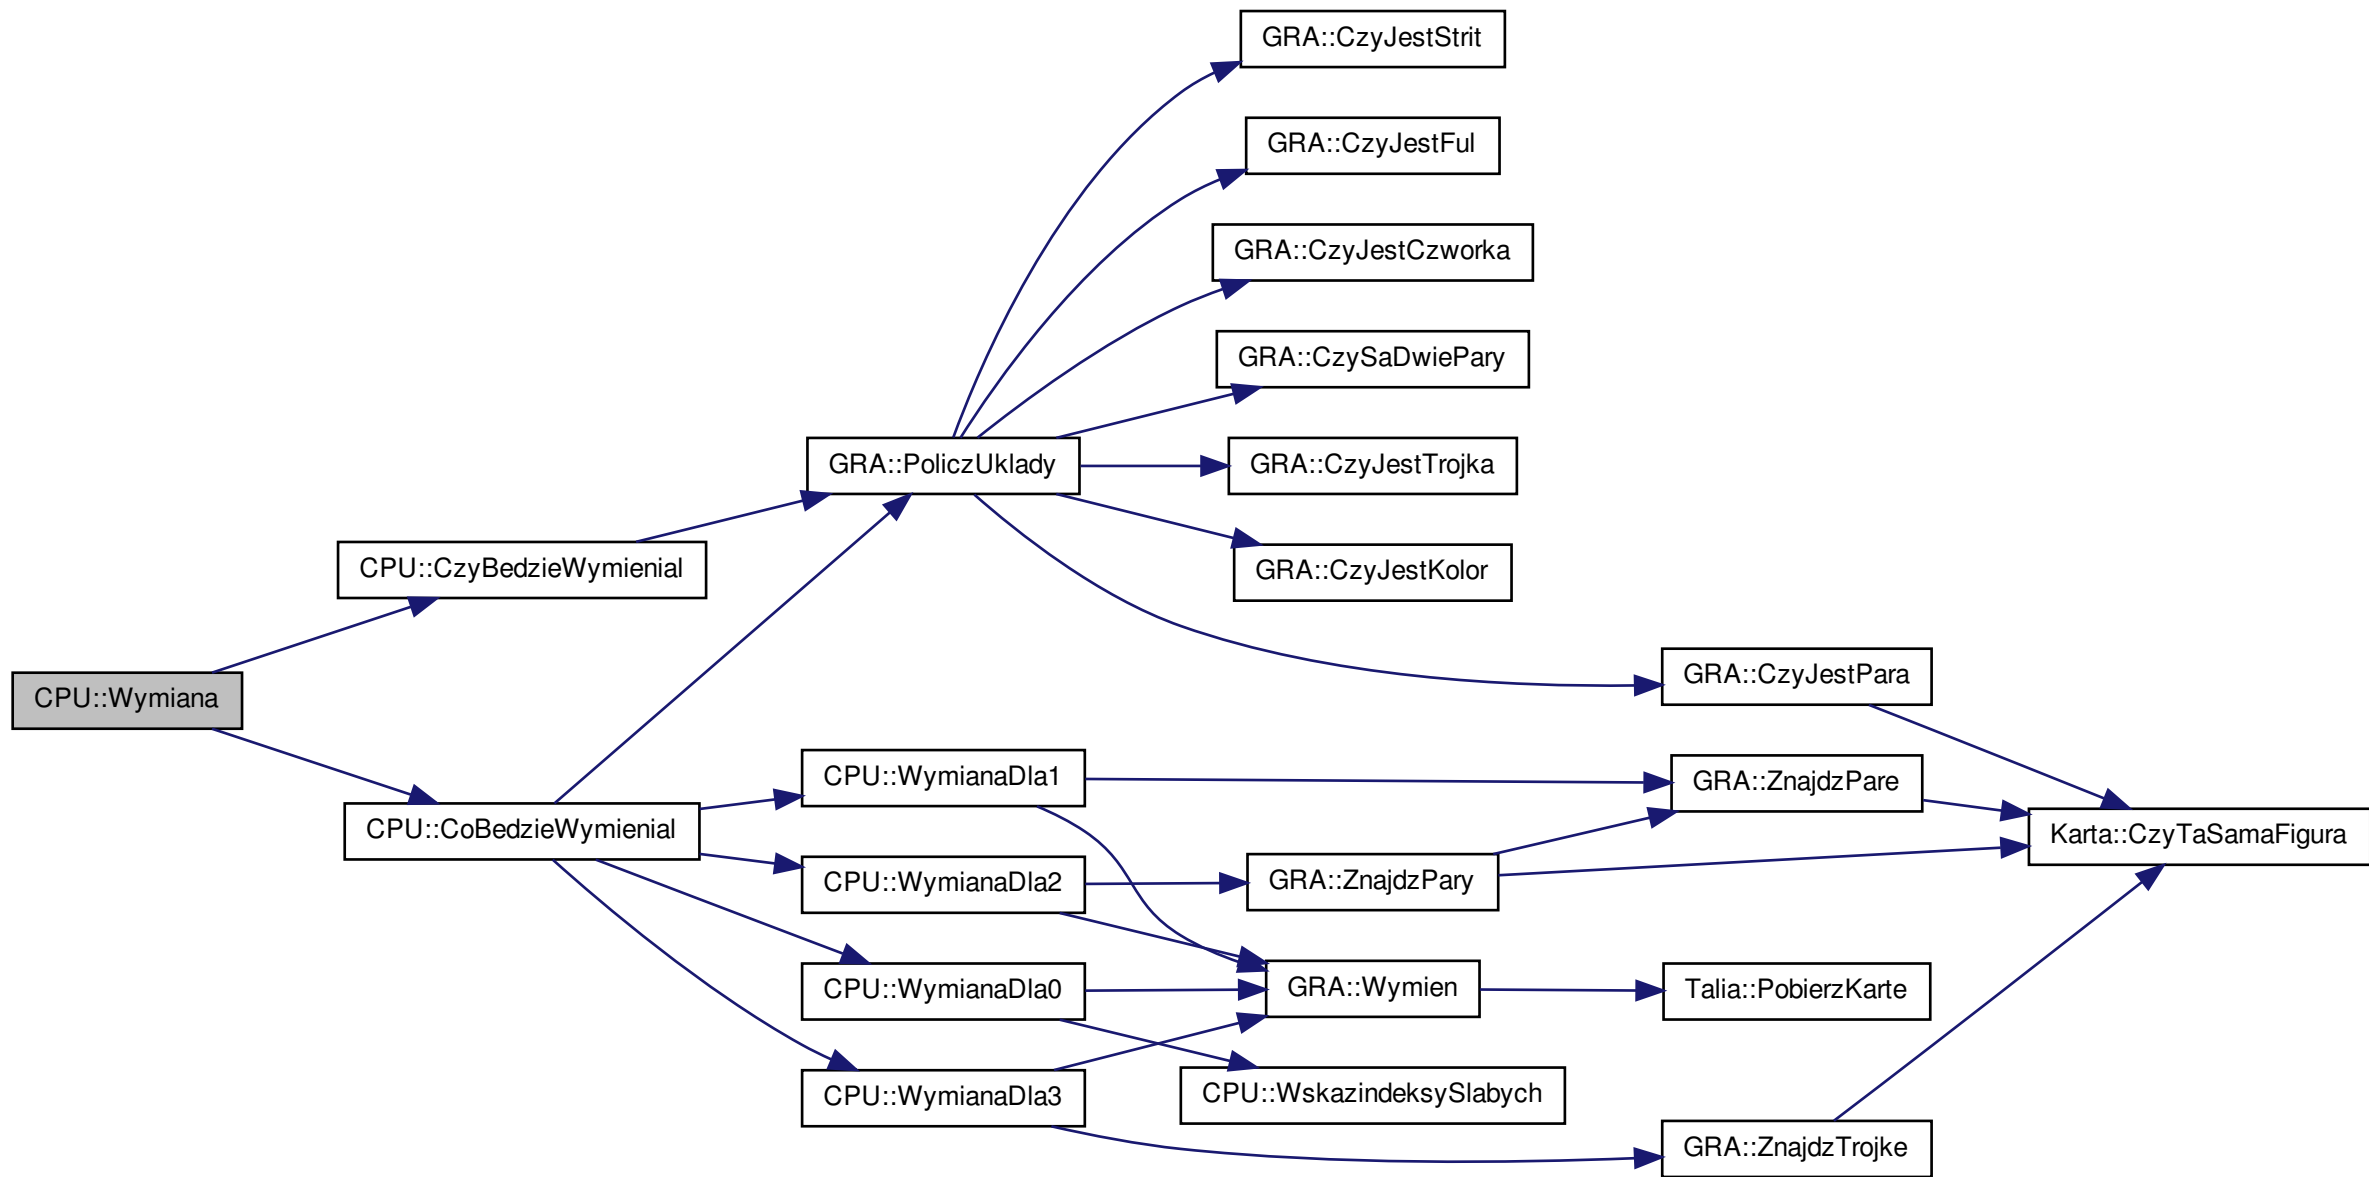 GRA::CzyJestStrit
GRA::CzyJestFul
GRA::CzyJestCzworka
GRA::CzySaDwiePary
GRA::PoliczUklady
GRA::CzyJestTrojka
CPU::CzyBedzieWymienial
GRA::CzyJestKolor
CPU::Wymiana
GRA::CzyJestPara
CPU::WymianaDla1
GRA::ZnajdzPare
CPU::CoBedzieWymienial
Karta::CzyTaSamaFigura
CPU::WymianaDla2
GRA::ZnajdzPary
CPU::WymianaDla0
GRA::Wymien
Talia::PobierzKarte
CPU::WymianaDla3
CPU::WskazindeksySlabych
GRA::ZnajdzTrojke